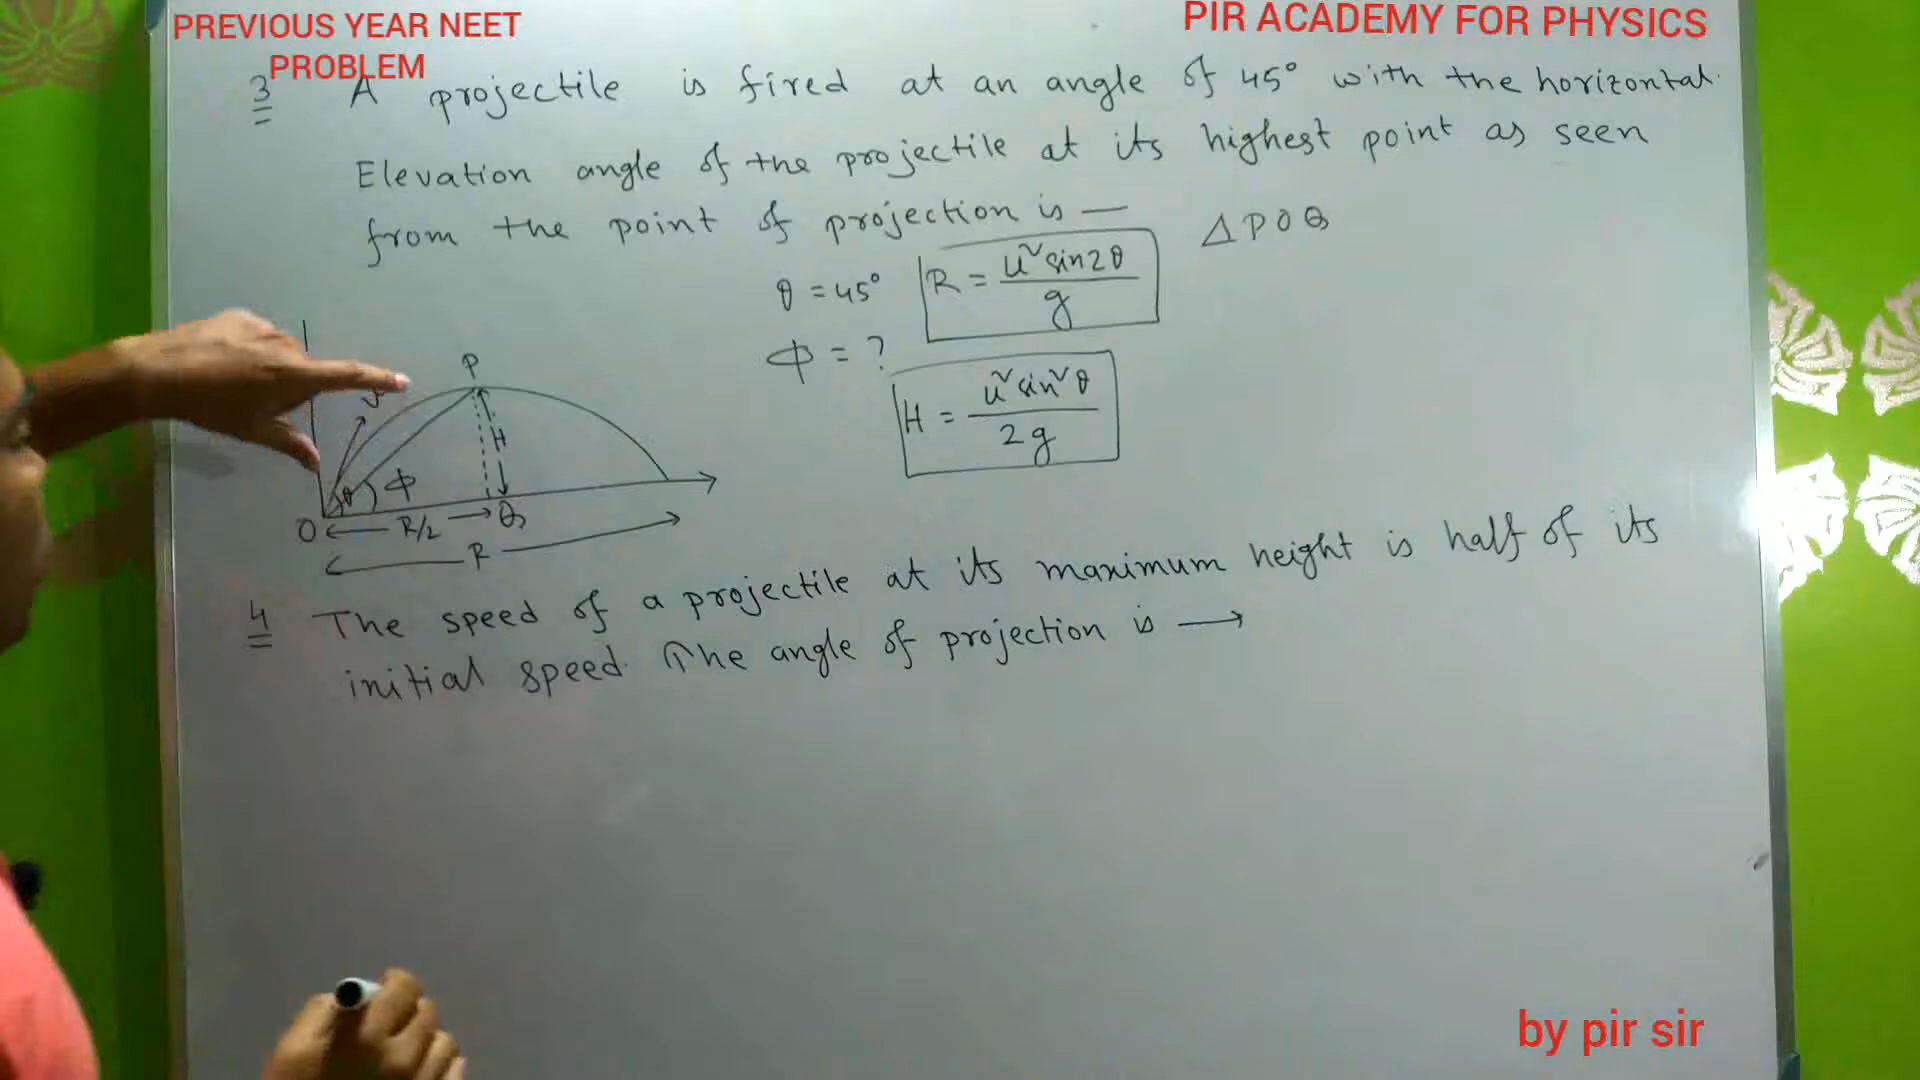 PREVIOUS YEAR NEET
PROBLEM
PIR ACADEMY FOR PHYSICS
3 A projectile is fired at an angle of 45° with the horizontal.
Elevation angle of the projectile at its highest point as seen
from the point of projection is —
△POQ
θ = 45°
R = u² sin2θ / g
ϕ = ?
H = u² sin² θ / 2g
P
H
θ
ϕ
O
R/2
Q
R
4 The speed of a projectile at its maximum height is half of its
initial speed. The angle of projection is →
by pir sir